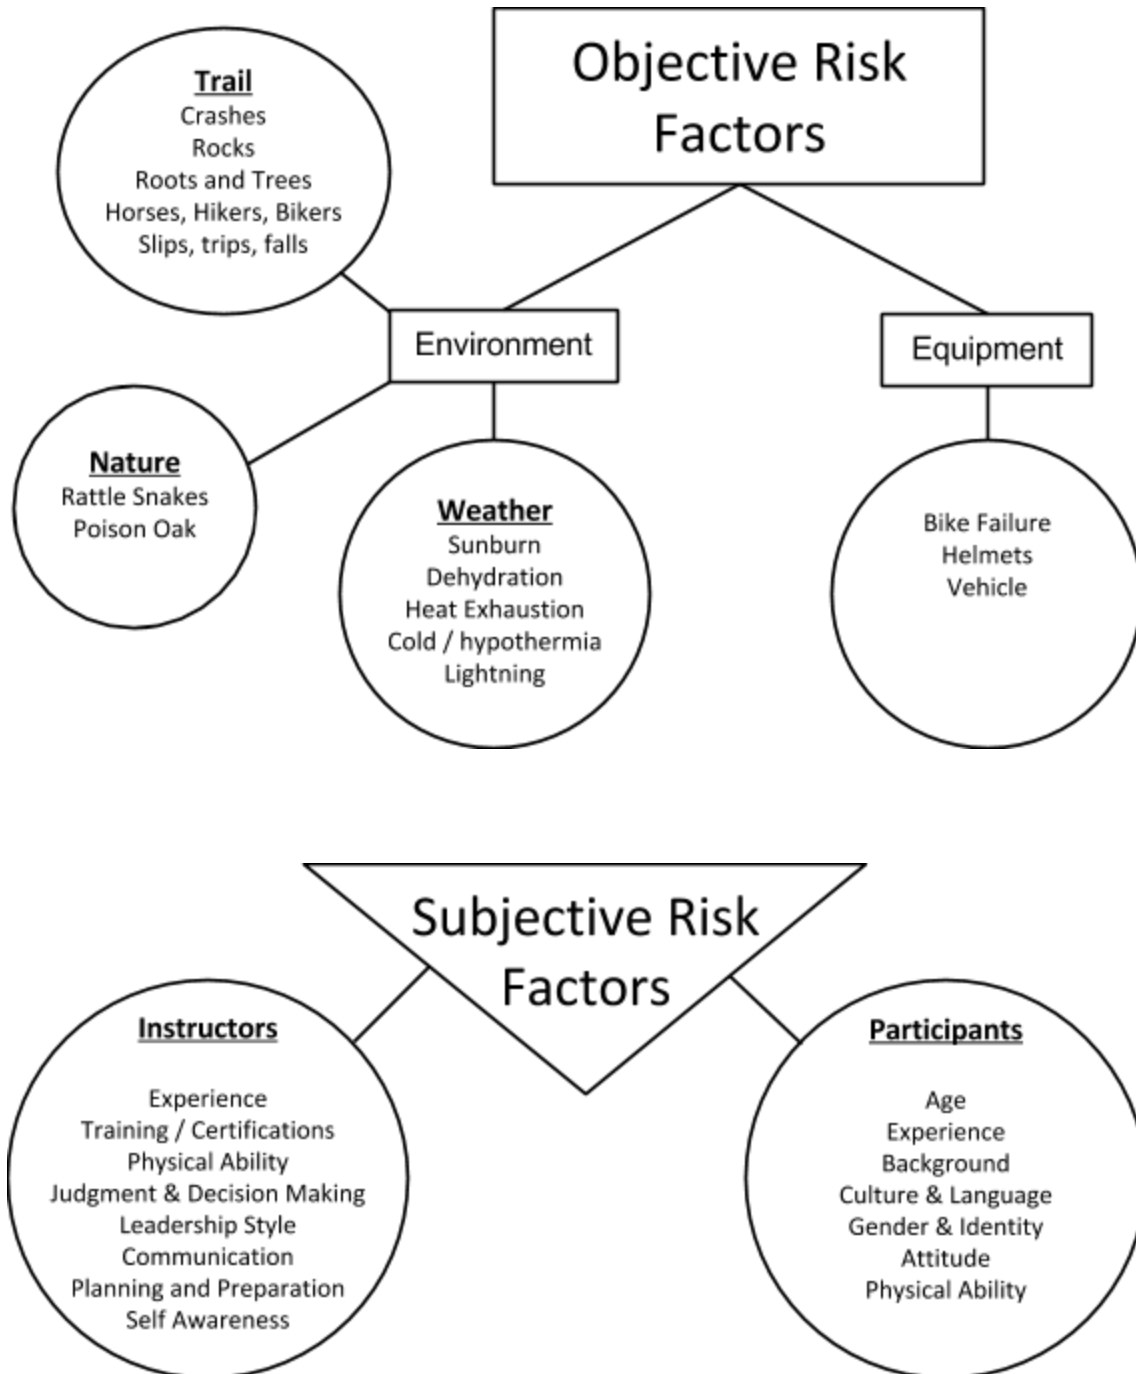 Objective Risk
Factors
Trail
Crashes
Rocks
Roots and Trees
Horses, Hikers, Bikers
Slips, trips, falls
Environment
Equipment
Nature
Rattle Snakes
Poison Oak
Weather
Sunburn
Dehydration
Heat Exhaustion
Cold / hypothermia
Lightning
Bike Failure
Helmets
Vehicle
Subjective Risk
Factors
Instructors
Experience
Training / Certifications
Physical Ability
Judgment & Decision Making
Leadership Style
Communication
Planning and Preparation
Self Awareness
Participants
Age
Experience
Background
Culture & Language
Gender & Identity
Attitude
Physical Ability